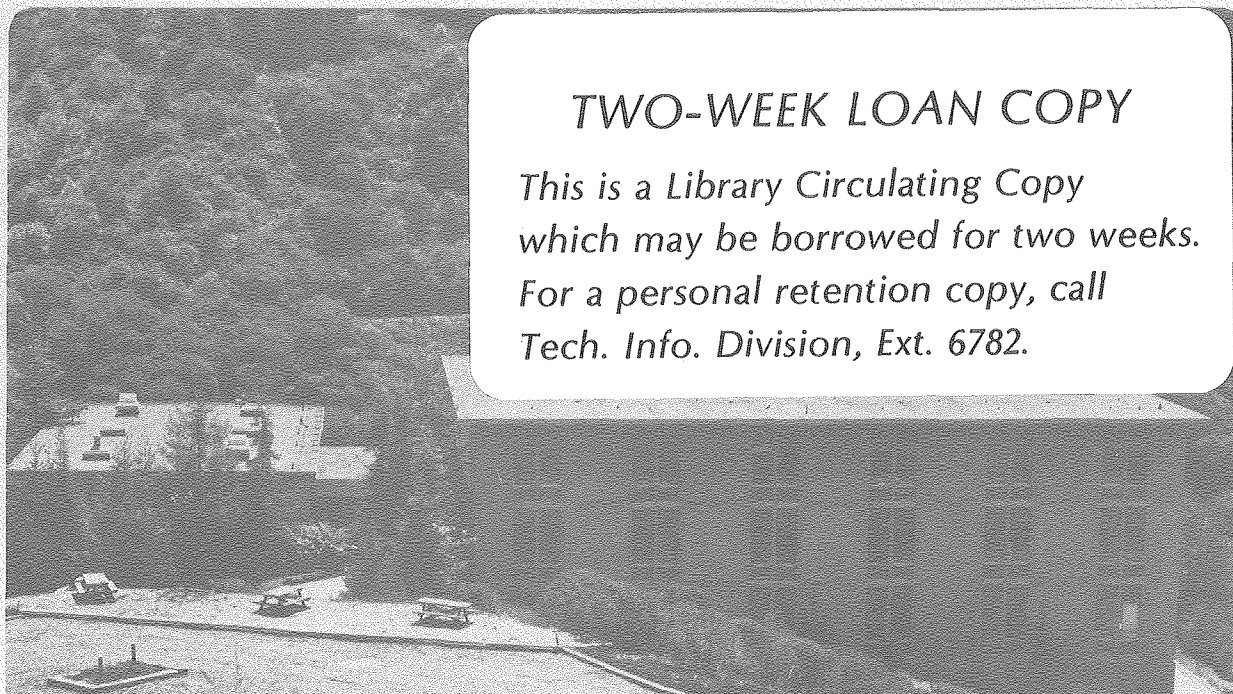 TWO-WEEK LOAN COPY
This is a Library Circulating Copy
which may be borrowed for two weeks.
For a personal retention copy, call
Tech. Info. Division, Ext. 6782.